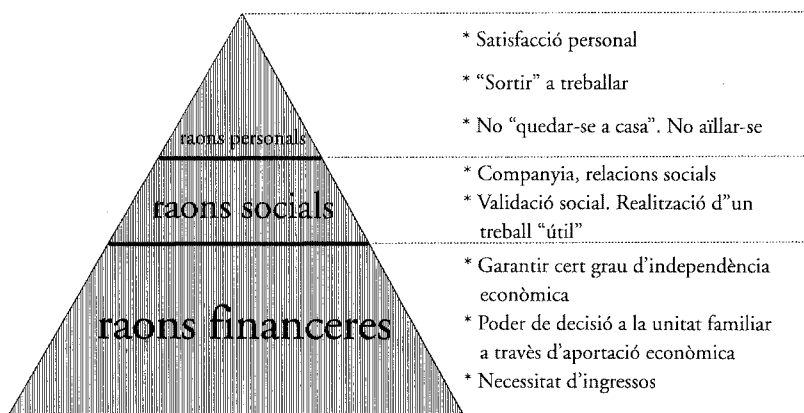 raons personals
* Satisfacció personal
* “Sortir” a treballar
* No “quedar-se a casa”. No aïllar-se
raons socials
* Companyia, relacions socials
* Validació social. Realització d"un
treball “útil”
raons financeres
* Garantir cert grau d’independència
econòmica
* Poder de decisió a la unitat familiar
a travès d’aportació econòmica
* Necessitat d’ingressos